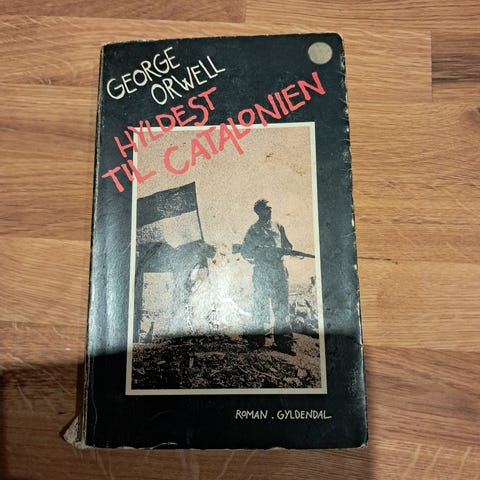 GEORGE
ORWELL
HYLDEST
TIL CATALONIEN
ROMAN . GYLDENDAL